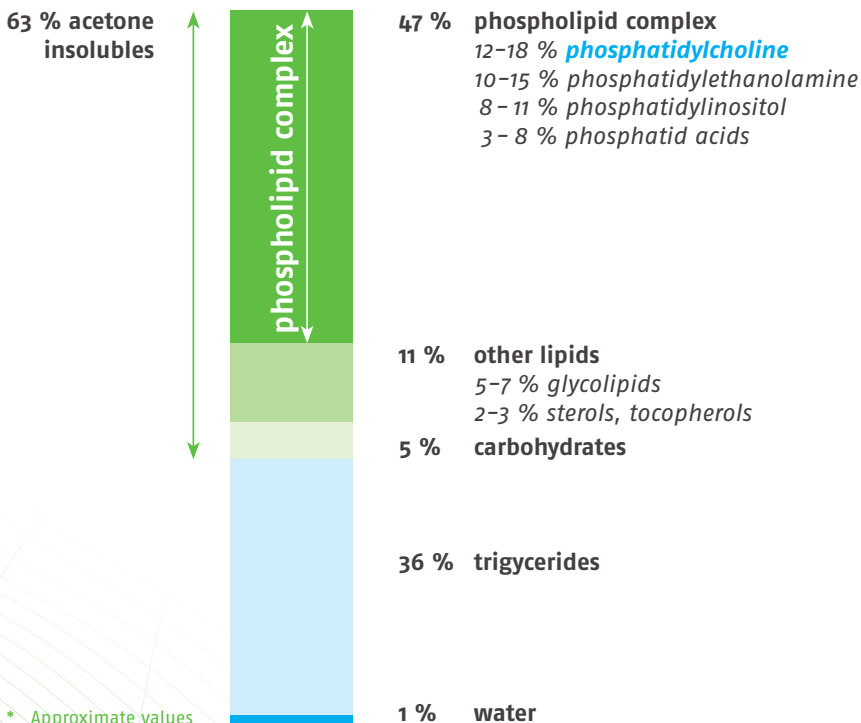 63 % acetone
insolubles
phospholipid complex
47 % phospholipid complex
12–18 % phosphatidylcholine
10–15 % phosphatidylethanolamine
8 – 11 % phosphatidylinositol
3 – 8 % phosphatid acids
11 % other lipids
5–7 % glycolipids
2–3 % sterols, tocopherols
5 % carbohydrates
36 % trigycerides
1 % water
* Approximate values